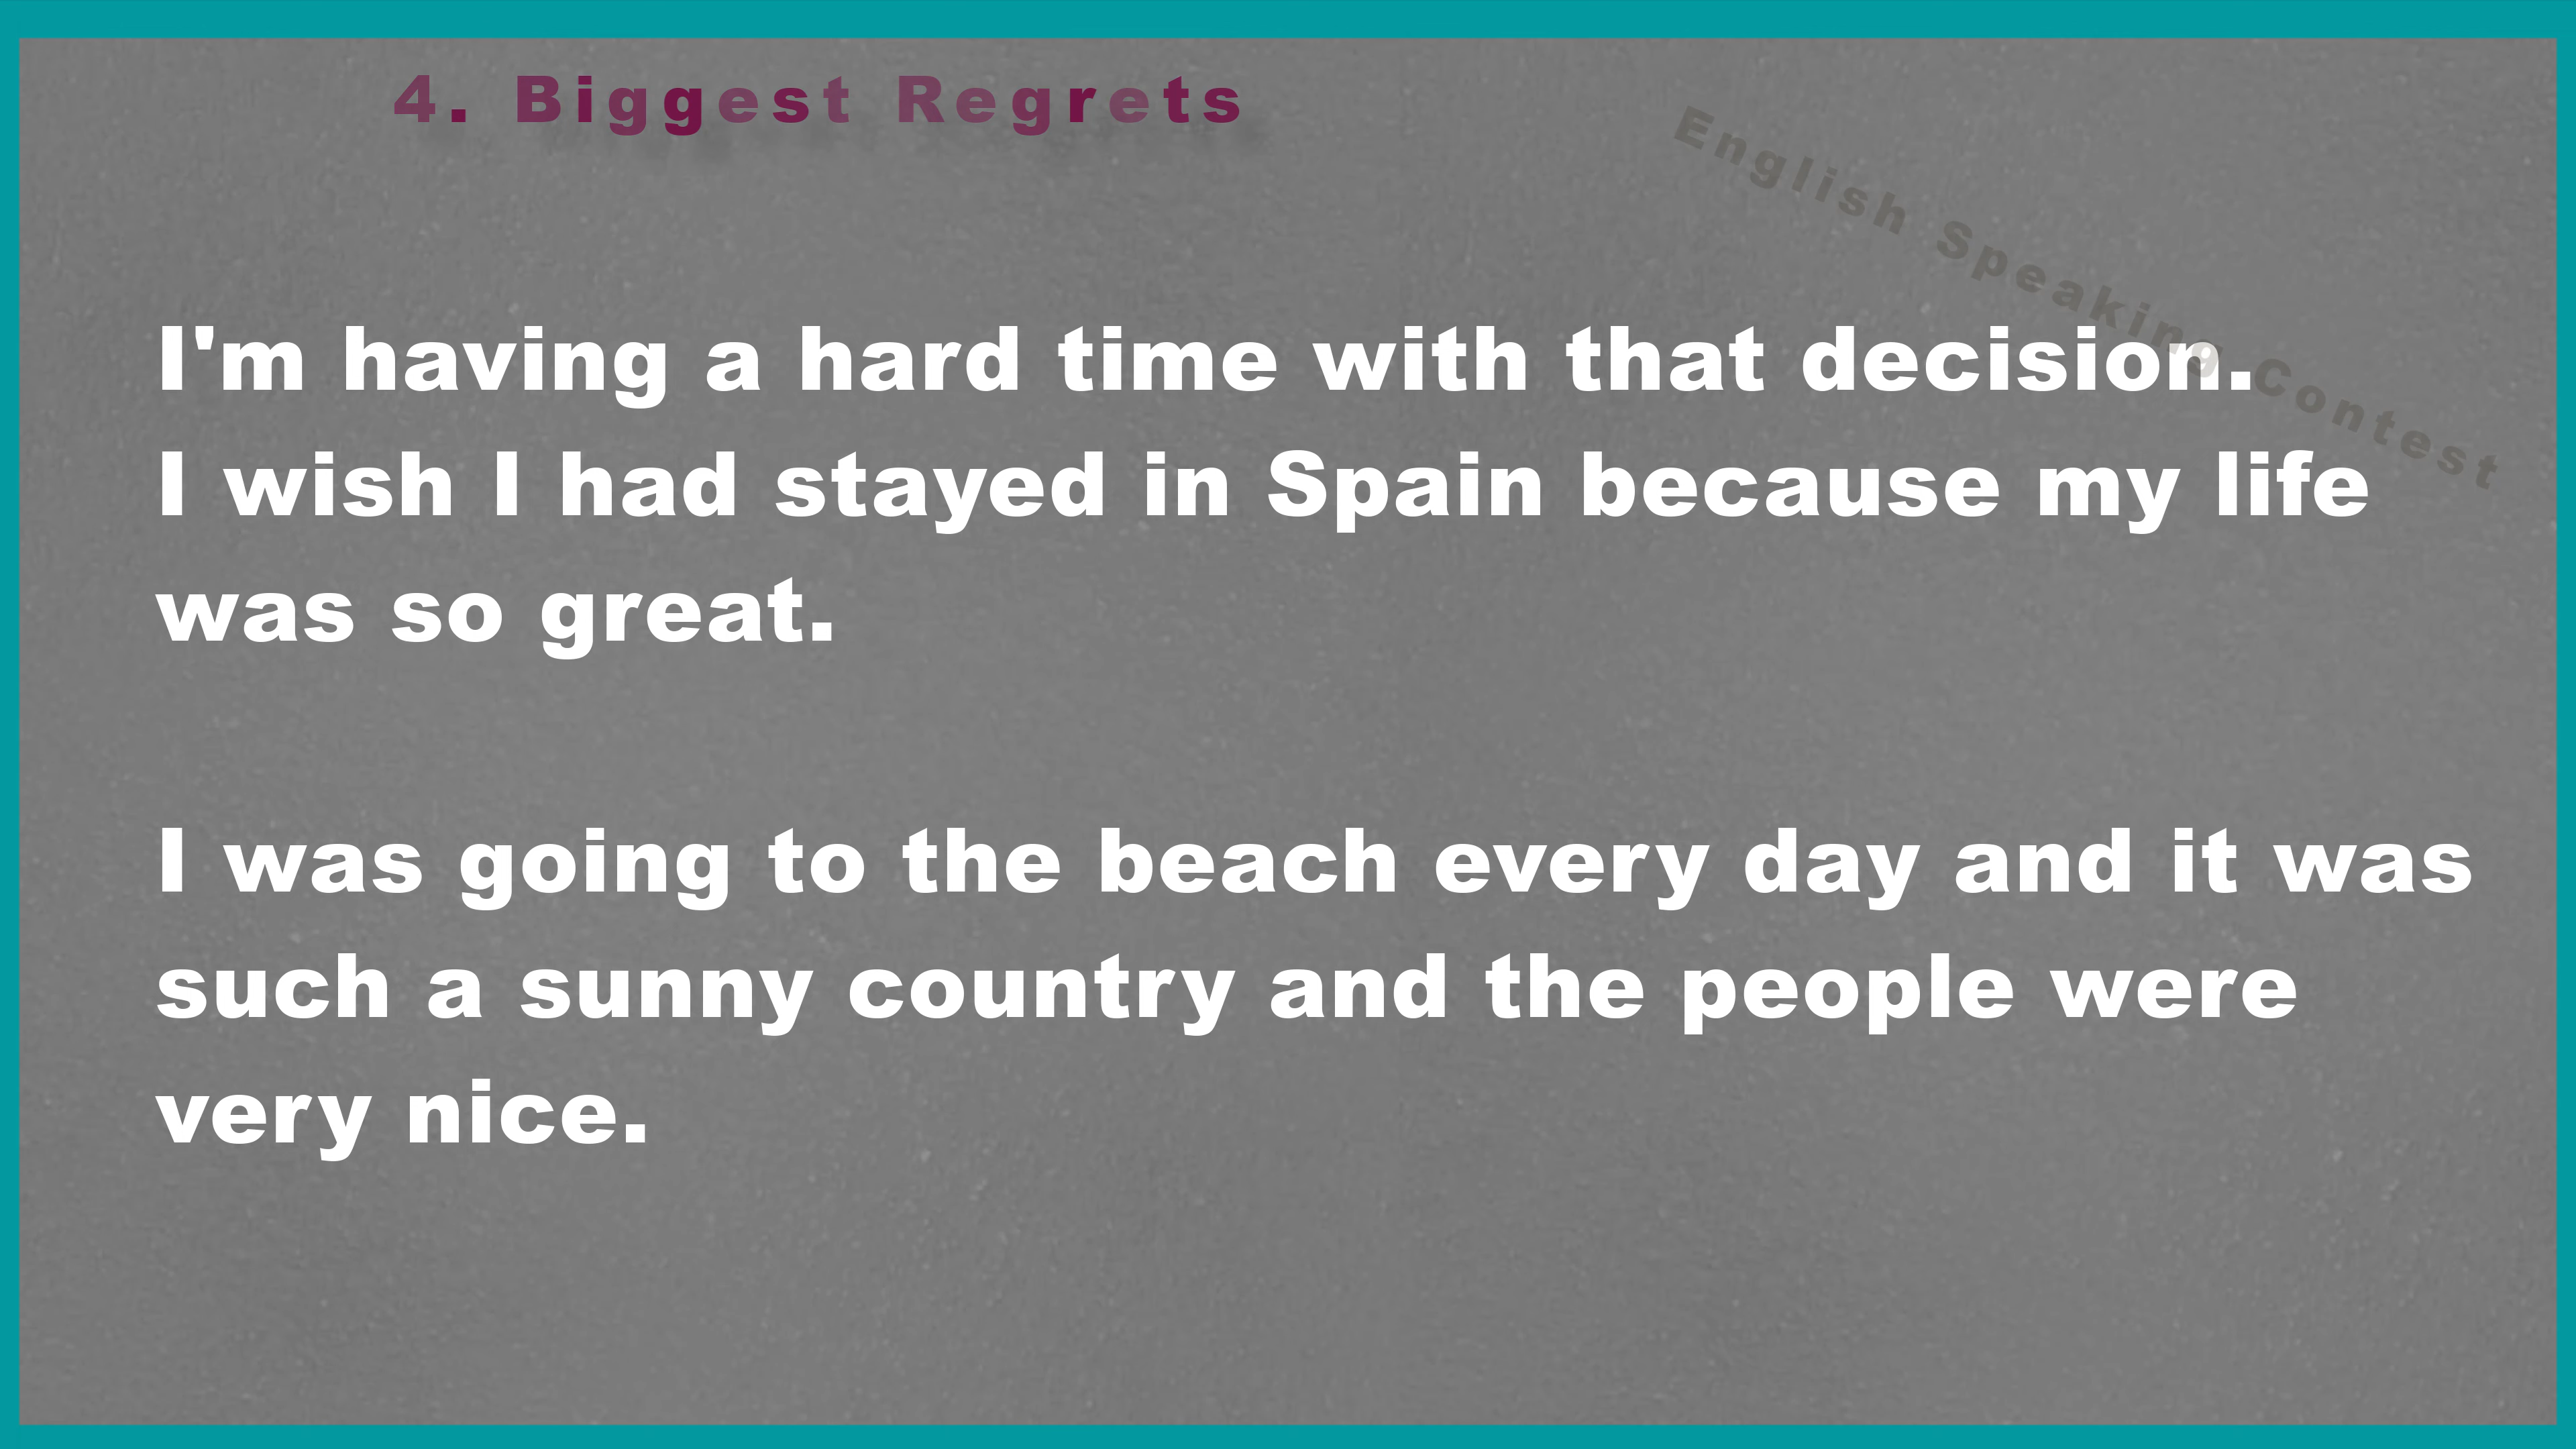 4. Biggest Regrets
English Speaking Contest
I'm having a hard time with that decision.
I wish I had stayed in Spain because my life
was so great.
I was going to the beach every day and it was
such a sunny country and the people were
very nice.